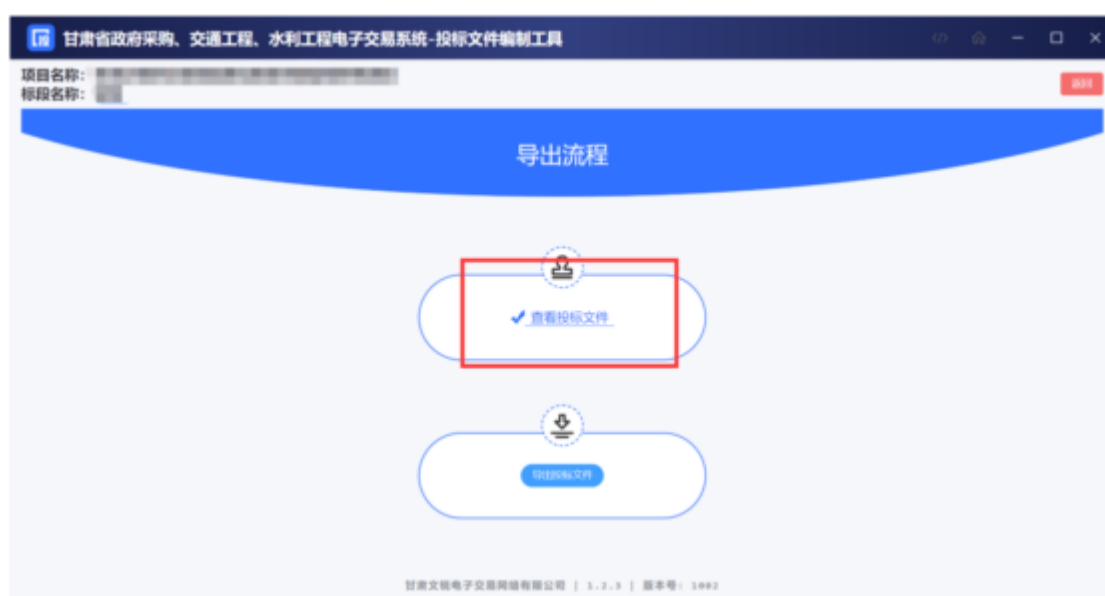 甘肃省政府采购、交通工程、水利工程电子交易系统-投标文件编制工具
项目名称:
标段名称:
返回
导出流程
查看投标文件
导出投标文件
甘肃文锐电子交易网络有限公司 | 1.2.3 | 版本号: 1002